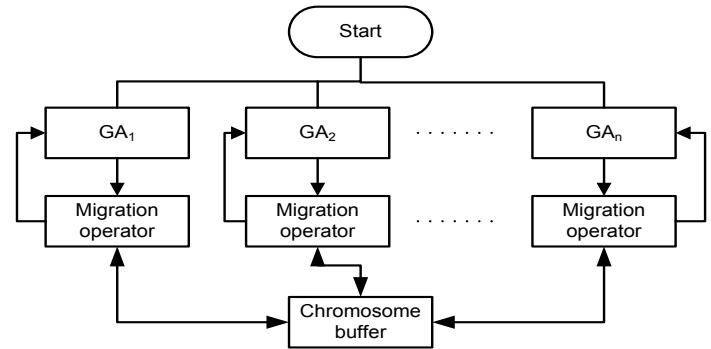 Start
GA₁
GA₂
. . . . . . .
GAₙ
Migration
operator
Migration
operator
. . . . . . .
Migration
operator
Chromosome
buffer